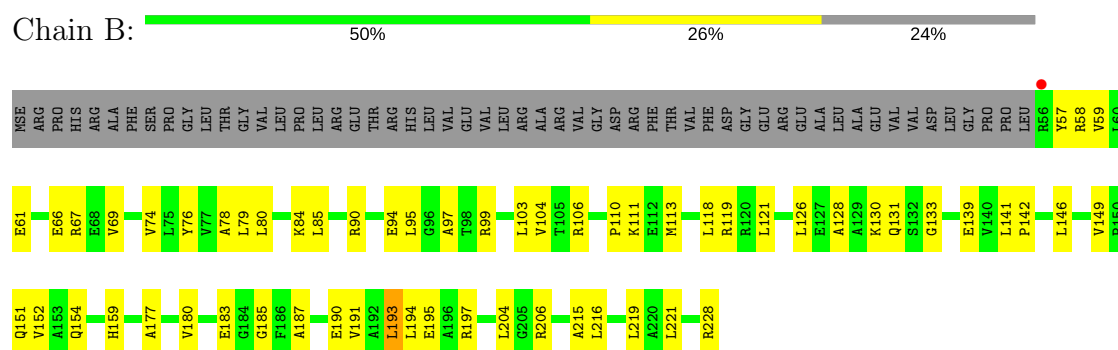 Chain B:
50% 26% 24%
MSE ARG PRO HIS ARG ALA PHE SER PRO GLY LEU THR GLY VAL LEU PRO LEU ARG GLU THR ARG HIS LEU VAL GLU VAL LEU ARG ALA ARG VAL GLY ASP ARG PHE THR VAL PHE ASP GLY GLU ARG GLU ALA LEU ALA GLU VAL VAL ASP LEU GLY PRO PRO LEU R56 Y57 R58 V59 L60
E61 E66 R67 E68 V69 V74 L75 Y76 V77 A78 L79 L80 K84 L85 R90 E94 L95 G96 A97 T98 R99 L103 V104 T105 R106 P110 K111 E112 M113 L118 R119 R120 L121 L126 E127 A128 A129 K130 Q131 S132 G133 E139 V140 L141 P142 L146 V149
Q151 V152 A153 Q154 H159 A177 V180 E183 G184 G185 F186 A187 E190 V191 A192 L193 L194 E195 A196 R197 L204 G205 R206 A215 L216 L219 A220 L221 R228